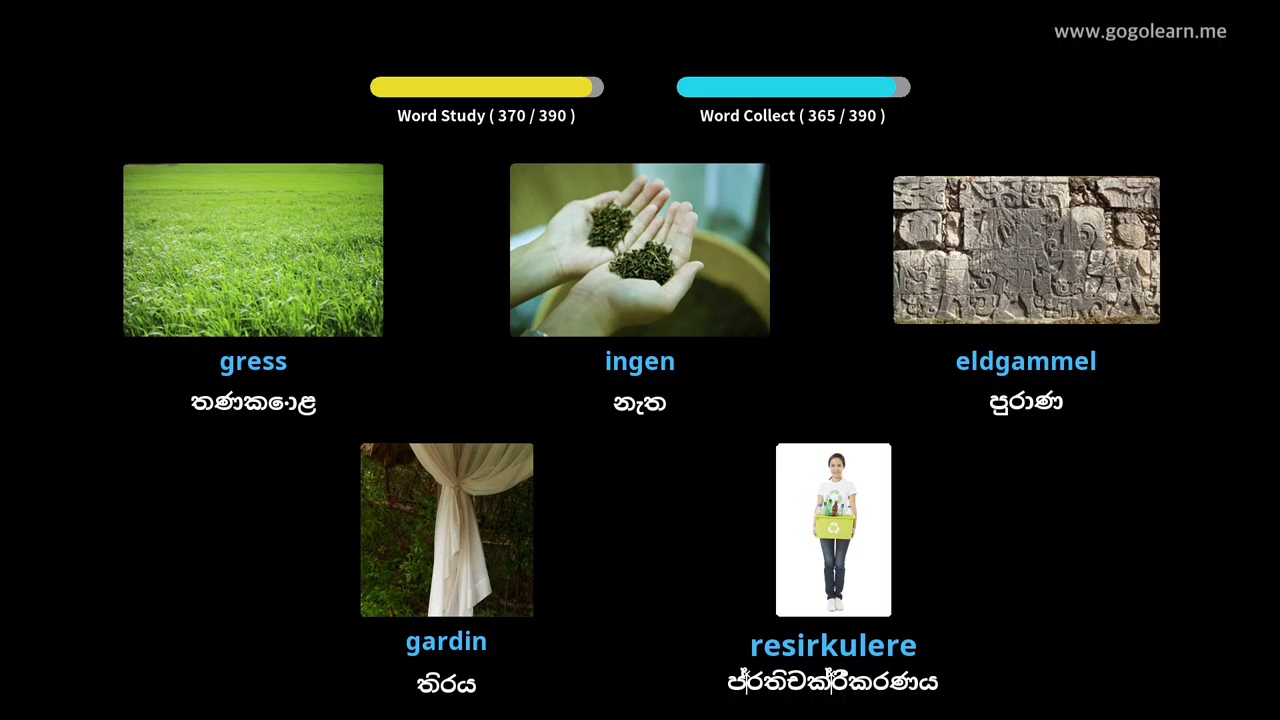 www.gogolearn.me
Word Study ( 370 / 390 )
Word Collect ( 365 / 390 )
gress
තණකොළ
ingen
නැත
eldgammel
පුරාණ
gardin
තිරය
resirkulere
ප්‍රතිචක්‍රීකරණය